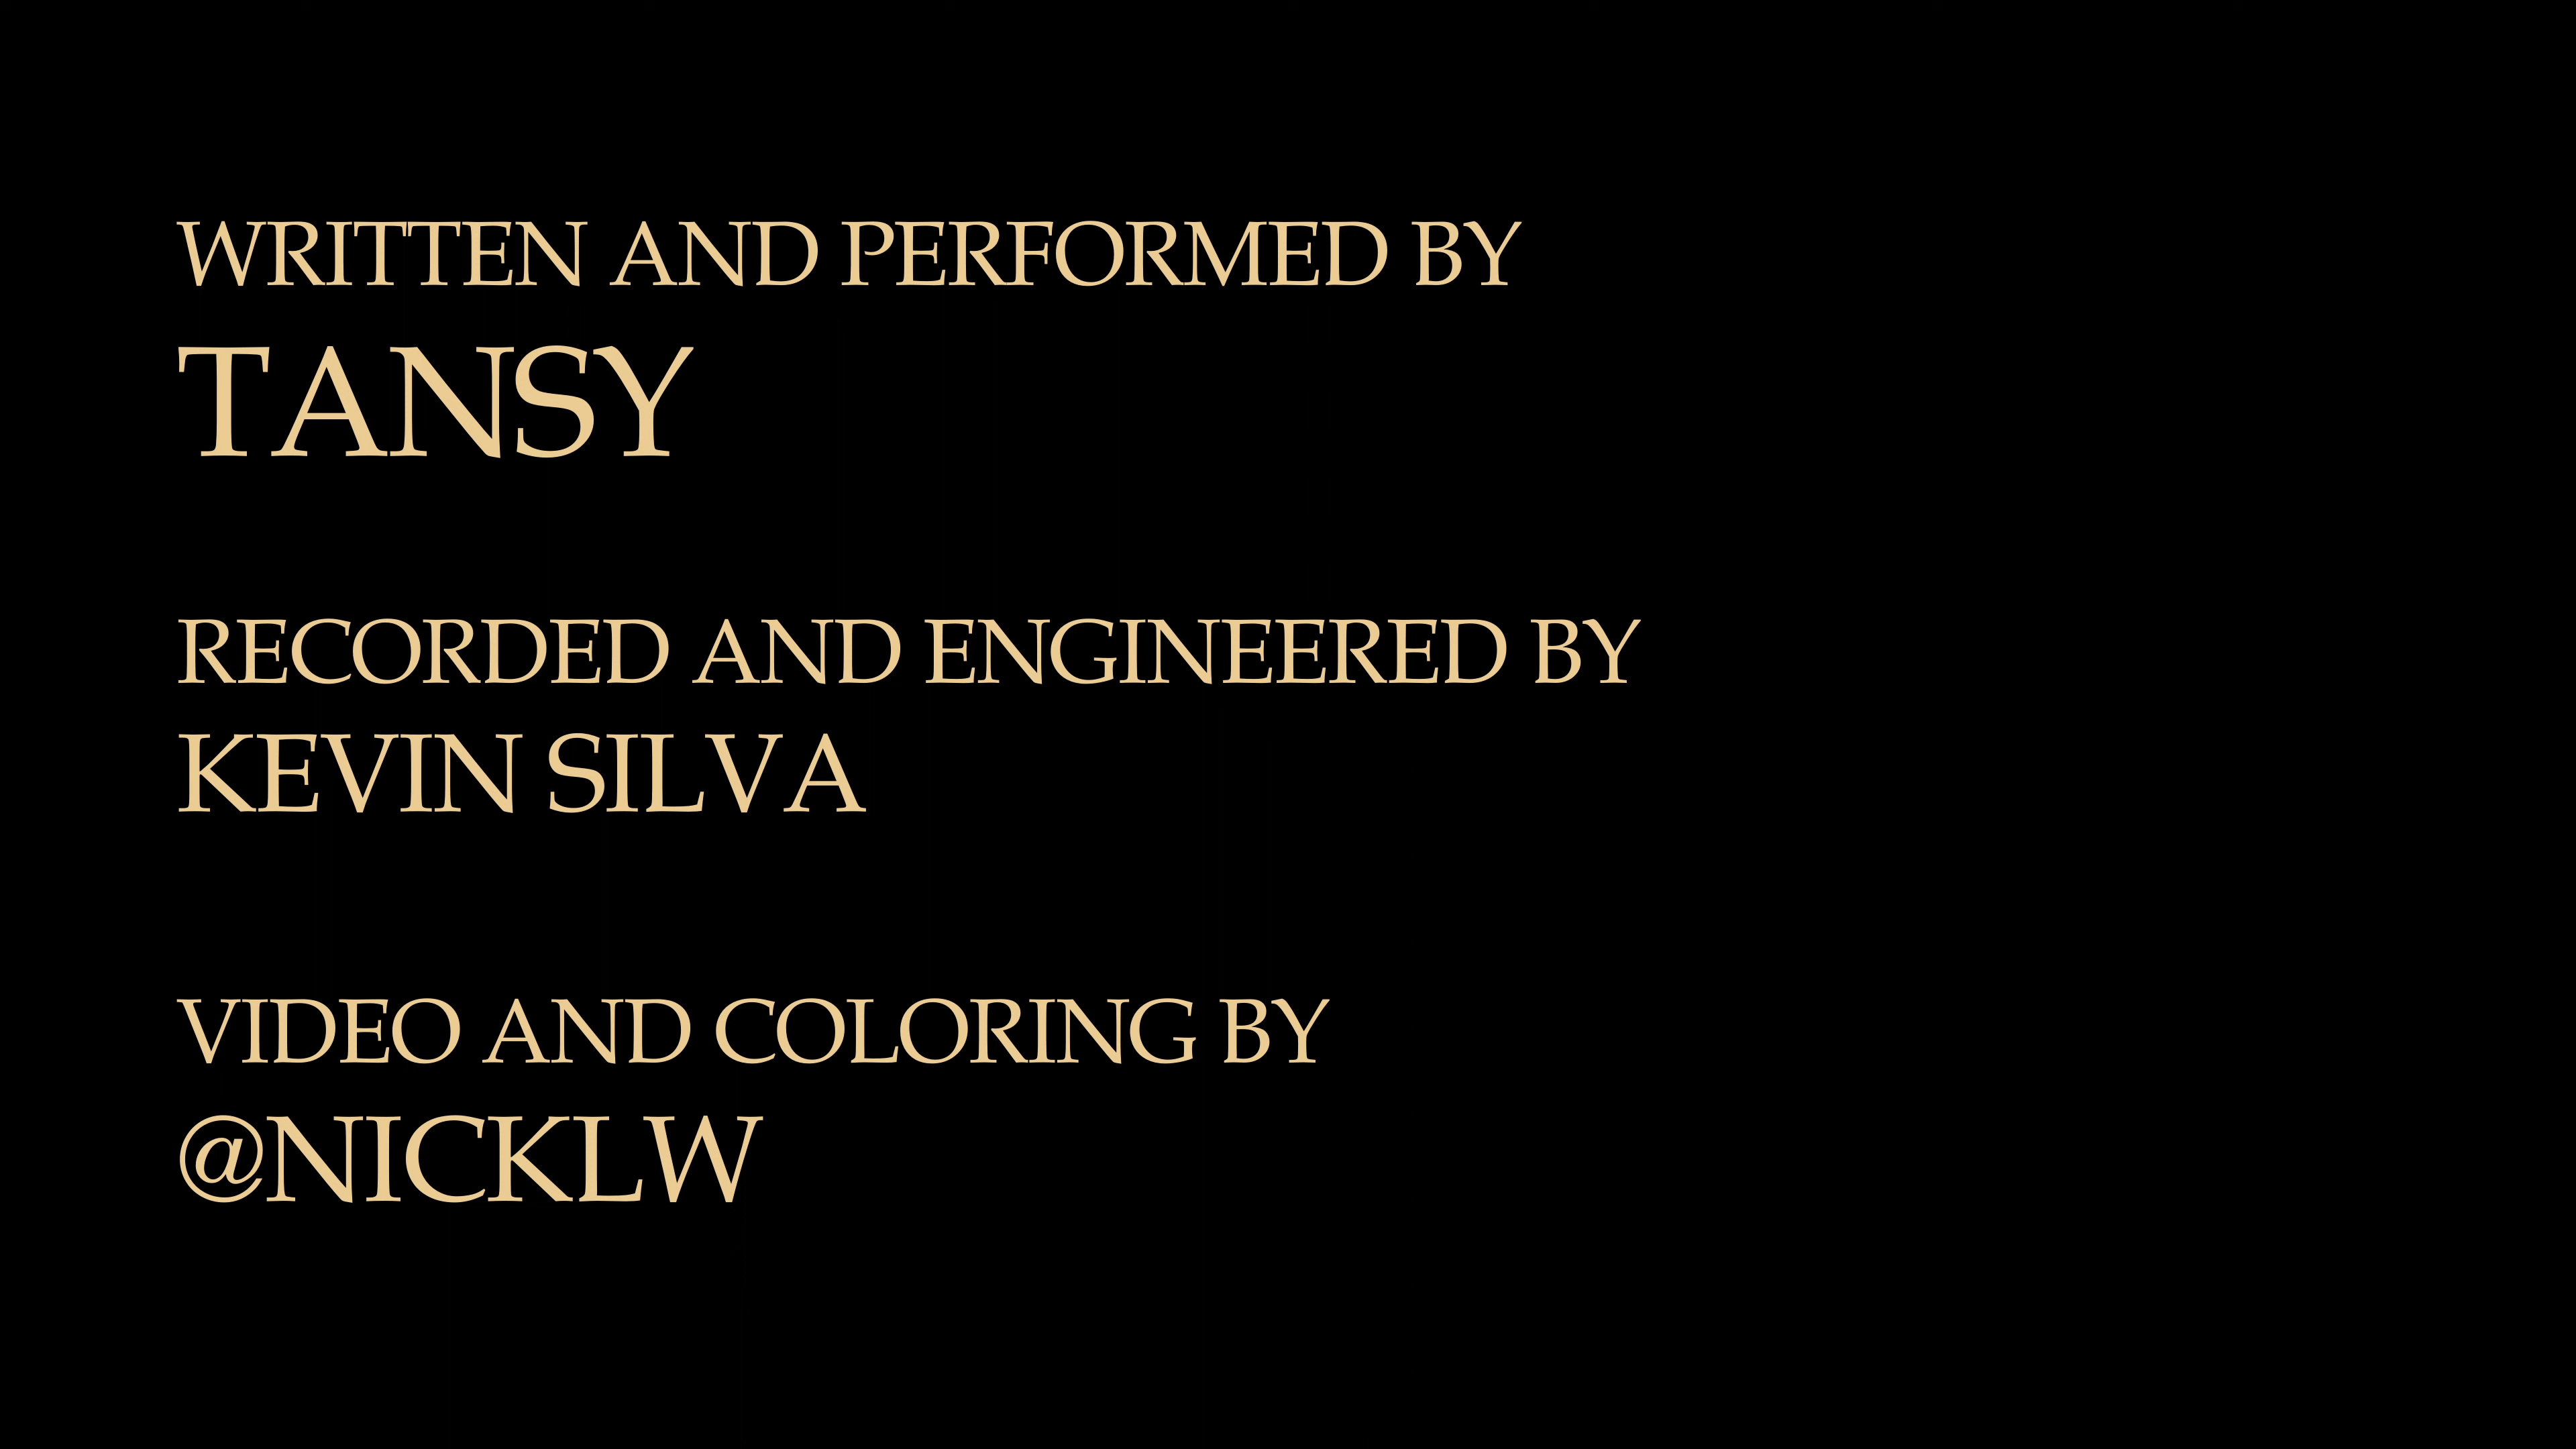 WRITTEN AND PERFORMED BY
TANSY
RECORDED AND ENGINEERED BY
KEVIN SILVA
VIDEO AND COLORING BY
@NICKLW